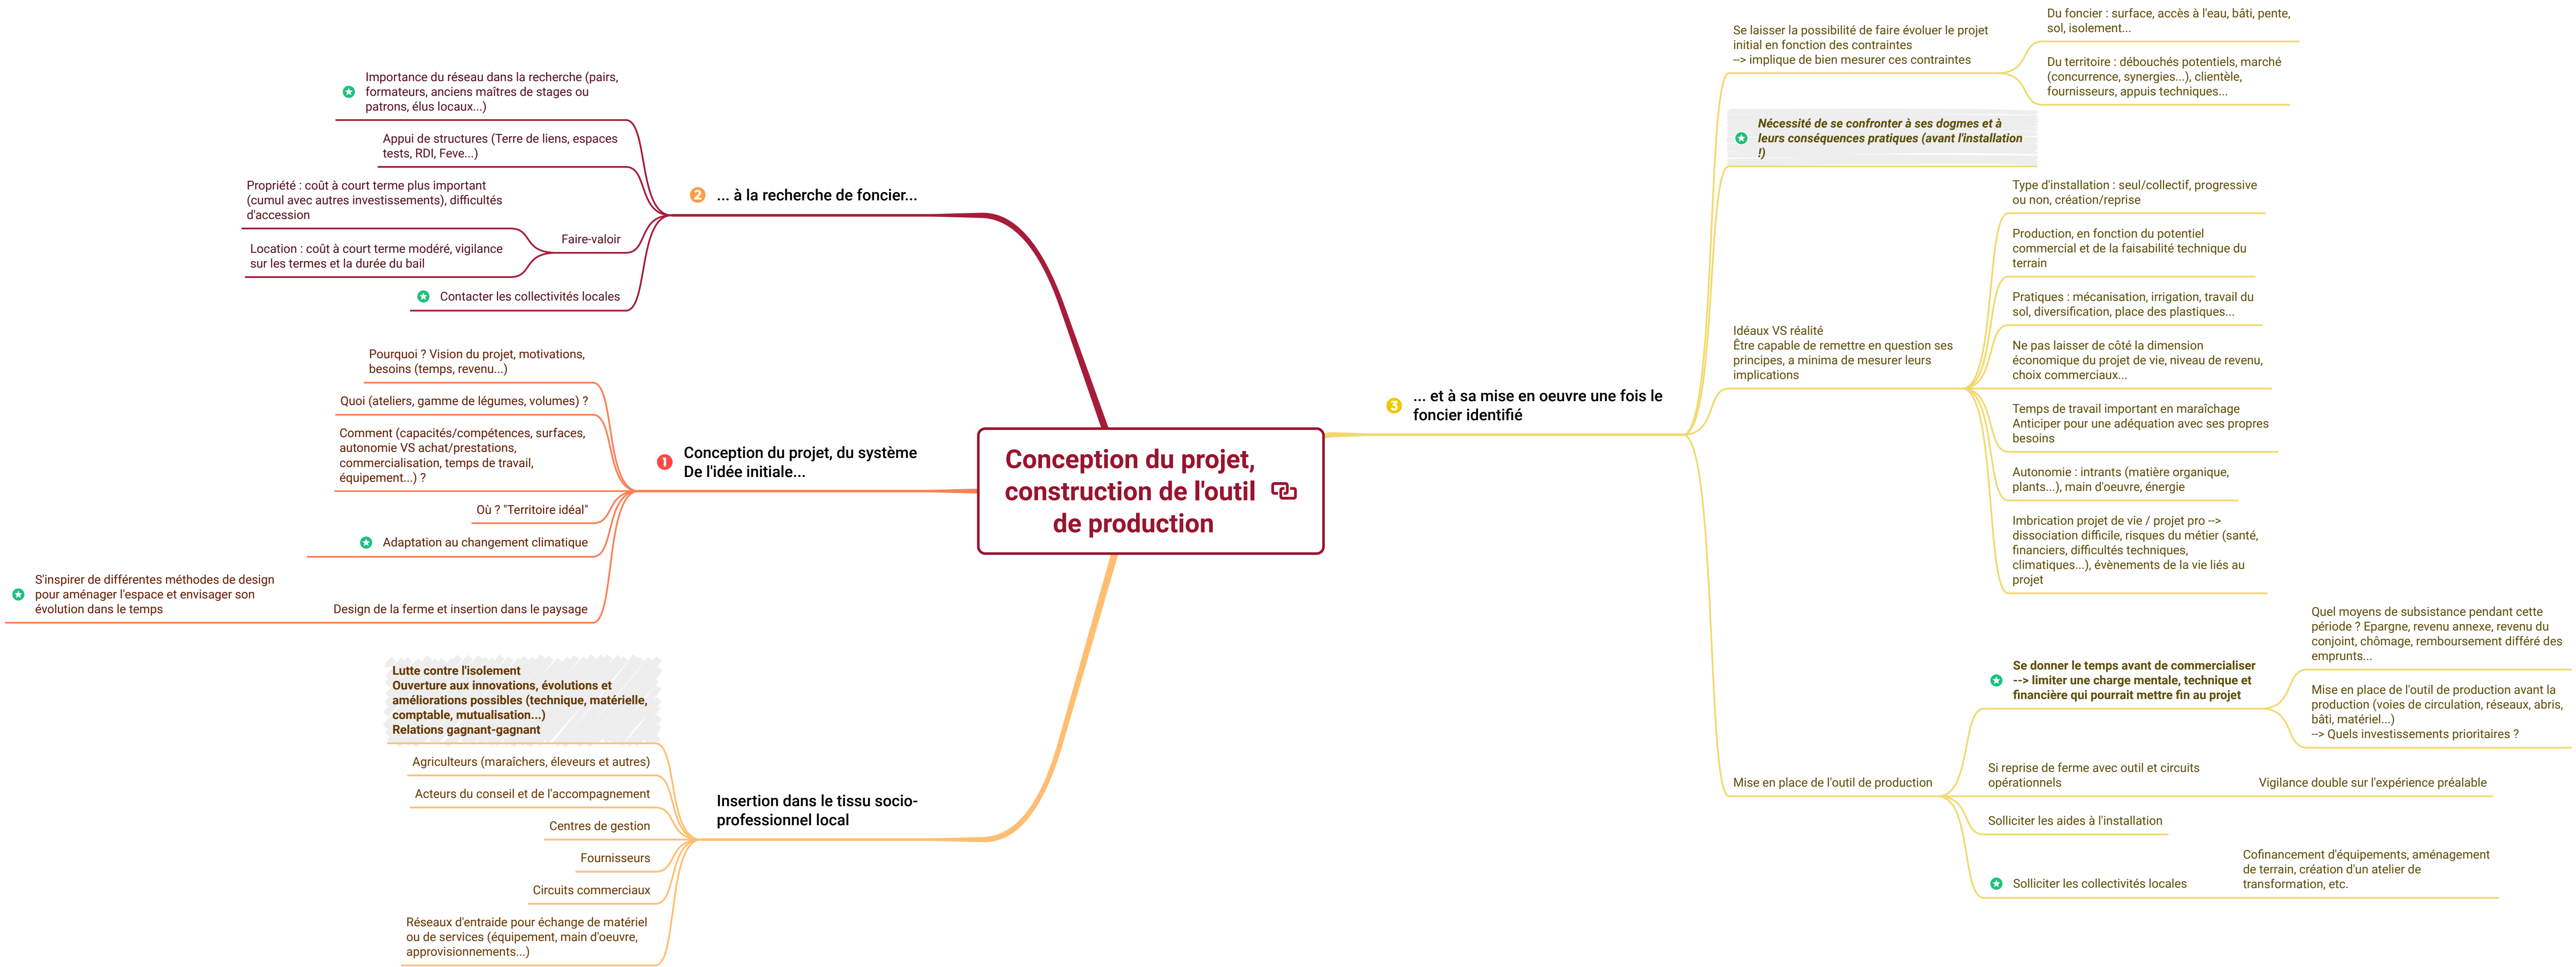 Conception du projet,
construction de l'outil
de production
1
Conception du projet, du système
De l'idée initiale...
Pourquoi ? Vision du projet, motivations,
besoins (temps, revenu...)
Quoi (ateliers, gamme de légumes, volumes) ?
Comment (capacités/compétences, surfaces,
autonomie VS achat/prestations,
commercialisation, temps de travail,
équipement...) ?
Où ? "Territoire idéal"
Adaptation au changement climatique
Design de la ferme et insertion dans le paysage
S'inspirer de différentes méthodes de design
pour aménager l'espace et envisager son
évolution dans le temps
2
... à la recherche de foncier...
Importance du réseau dans la recherche (pairs,
formateurs, anciens maîtres de stages ou
patrons, élus locaux...)
Appui de structures (Terre de liens, espaces
tests, RDI, Feve...)
Faire-valoir
Propriété : coût à court terme plus important
(cumul avec autres investissements), difficultés
d'accession
Location : coût à court terme modéré, vigilance
sur les termes et la durée du bail
Contacter les collectivités locales
3
... et à sa mise en oeuvre une fois le
foncier identifié
Se laisser la possibilité de faire évoluer le projet
initial en fonction des contraintes
--> implique de bien mesurer ces contraintes
Du foncier : surface, accès à l'eau, bâti, pente,
sol, isolement...
Du territoire : débouchés potentiels, marché
(concurrence, synergies...), clientèle,
fournisseurs, appuis techniques...
Nécessité de se confronter à ses dogmes et à
leurs conséquences pratiques (avant l'installation
!)
Idéaux VS réalité
Être capable de remettre en question ses
principes, a minima de mesurer leurs
implications
Type d'installation : seul/collectif, progressive
ou non, création/reprise
Production, en fonction du potentiel
commercial et de la faisabilité technique du
terrain
Pratiques : mécanisation, irrigation, travail du
sol, diversification, place des plastiques...
Ne pas laisser de côté la dimension
économique du projet de vie, niveau de revenu,
choix commerciaux...
Temps de travail important en maraîchage
Anticiper pour une adéquation avec ses propres
besoins
Autonomie : intrants (matière organique,
plants...), main d'oeuvre, énergie
Imbrication projet de vie / projet pro -->
dissociation difficile, risques du métier (santé,
financiers, difficultés techniques,
climatiques...), évènements de la vie liés au
projet
Mise en place de l'outil de production
Se donner le temps avant de commercialiser
--> limiter une charge mentale, technique et
financière qui pourrait mettre fin au projet
Quel moyens de subsistance pendant cette
période ? Epargne, revenu annexe, revenu du
conjoint, chômage, remboursement différé des
emprunts...
Mise en place de l'outil de production avant la
production (voies de circulation, réseaux, abris,
bâti, matériel...)
--> Quels investissements prioritaires ?
Si reprise de ferme avec outil et circuits
opérationnels
Vigilance double sur l'expérience préalable
Solliciter les aides à l'installation
Solliciter les collectivités locales
Cofinancement d'équipements, aménagement
de terrain, création d'un atelier de
transformation, etc.
Insertion dans le tissu socio-
professionnel local
Lutte contre l'isolement
Ouverture aux innovations, évolutions et
améliorations possibles (technique, matérielle,
comptable, mutualisation...)
Relations gagnant-gagnant
Agriculteurs (maraîchers, éleveurs et autres)
Acteurs du conseil et de l'accompagnement
Centres de gestion
Fournisseurs
Circuits commerciaux
Réseaux d'entraide pour échange de matériel
ou de services (équipement, main d'oeuvre,
approvisionnements...)